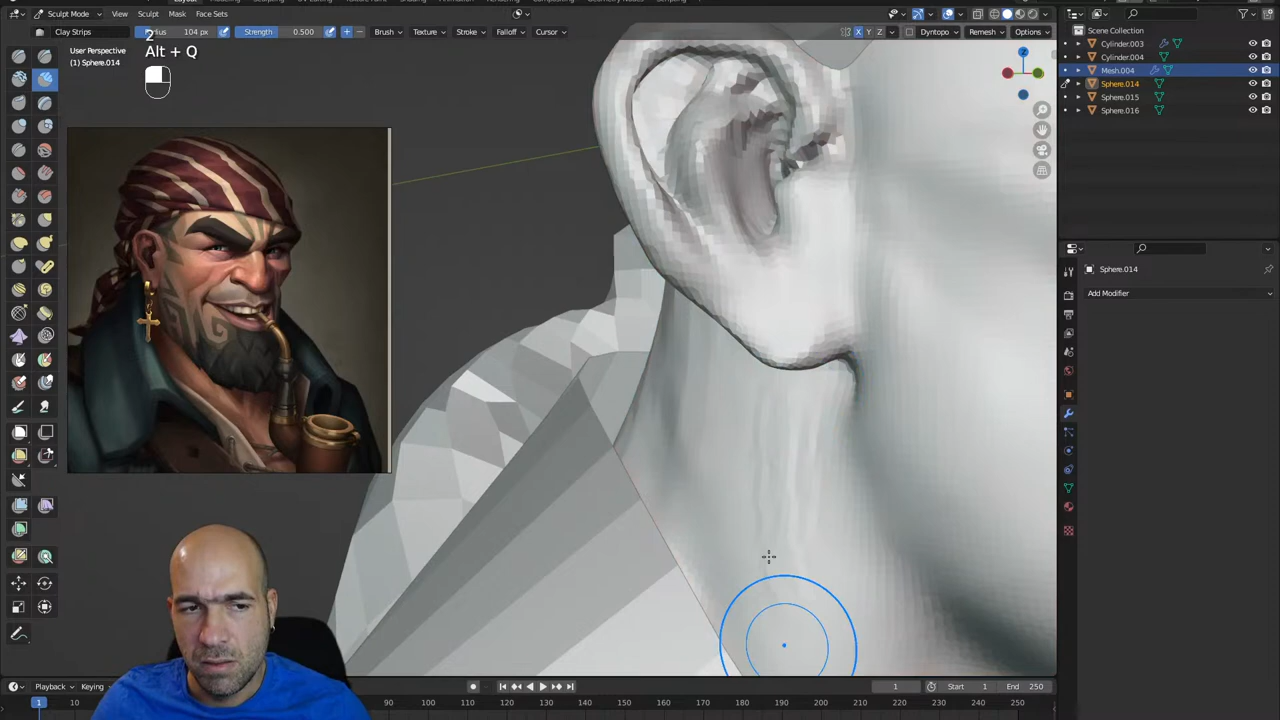 Sculpt Mode View Sculpt Mask Face Sets
Clay Strips Radius 104 px Strength 0.500 Brush Texture Stroke Falloff Cursor X Y Z Dyntopo Remesh Options
2
Alt + Q
User Perspective
(1) Sphere.014
Z
Scene Collection
Cylinder.003
Cylinder.004
Mesh.004
Sphere.014
Sphere.015
Sphere.016
Sphere.014
Add Modifier
Playback Keying 1 Start 1 End 250
1 10 100 110 120 130 140 150 160 170 180 190 200 210 220 230 240 250